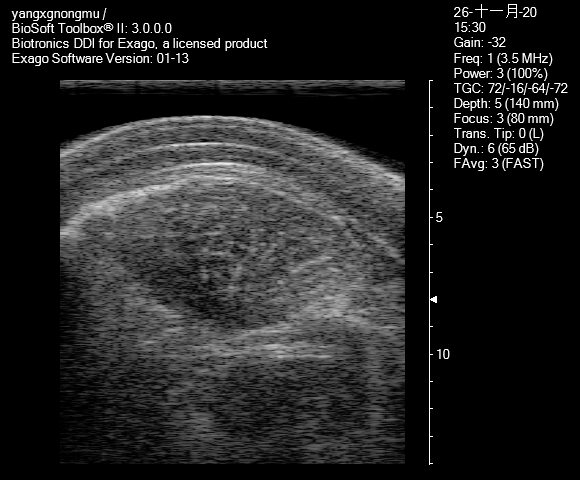 yangxgnongmu /
BioSoft Toolbox® II: 3.0.0.0
Biotronics DDI for Exago, a licensed product
Exago Software Version: 01-13
26-十一月-20
15:30
Gain: -32
Freq: 1 (3.5 MHz)
Power: 3 (100%)
TGC: 72/-16/-64/-72
Depth: 5 (140 mm)
Focus: 3 (80 mm)
Trans. Tip: 0 (L)
Dyn.: 6 (65 dB)
FAvg: 3 (FAST)
5
10